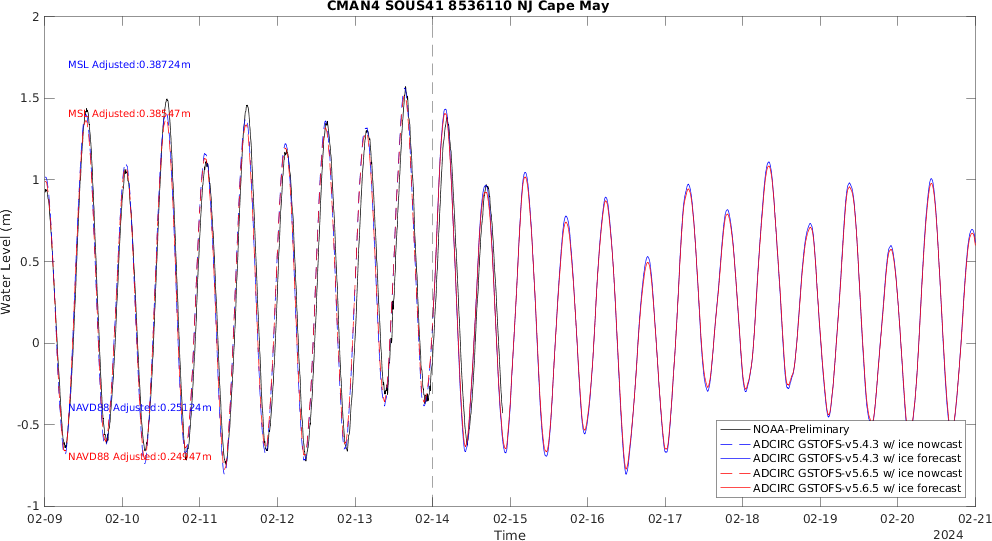 CMAN4 SOUS41 8536110 NJ Cape May
2
1.5
1
0.5
0
-0.5
-1
Water Level (m)
MSL Adjusted:0.38724m
MSL Adjusted:0.38547m
NAVD88 Adjusted:0.25124m
NAVD88 Adjusted:0.24947m
NOAA-Preliminary
ADCIRC GSTOFS-v5.4.3 w/ ice nowcast
ADCIRC GSTOFS-v5.4.3 w/ ice forecast
ADCIRC GSTOFS-v5.6.5 w/ ice nowcast
ADCIRC GSTOFS-v5.6.5 w/ ice forecast
02-09 02-10 02-11 02-12 02-13 02-14 02-15 02-16 02-17 02-18 02-19 02-20 02-21
Time
2024